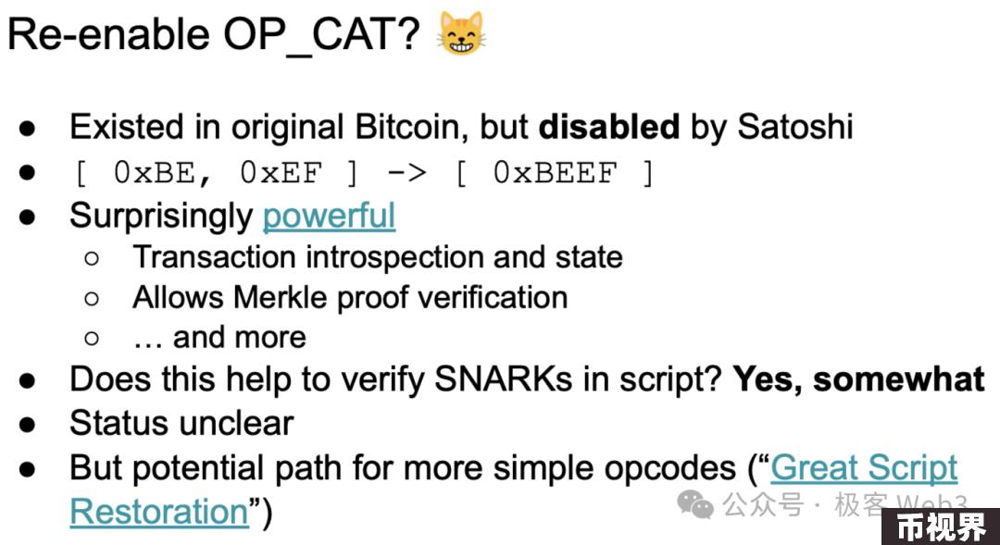 Re-enable OP_CAT? 😸
● Existed in original Bitcoin, but disabled by Satoshi
● [ 0xBE, 0xEF ] -> [ 0xBEEF ]
● Surprisingly powerful
○ Transaction introspection and state
○ Allows Merkle proof verification
○ … and more
● Does this help to verify SNARKs in script? Yes, somewhat
● Status unclear
● But potential path for more simple opcodes (“Great Script
Restoration”)
公众号 · 极客 Web3
币视界